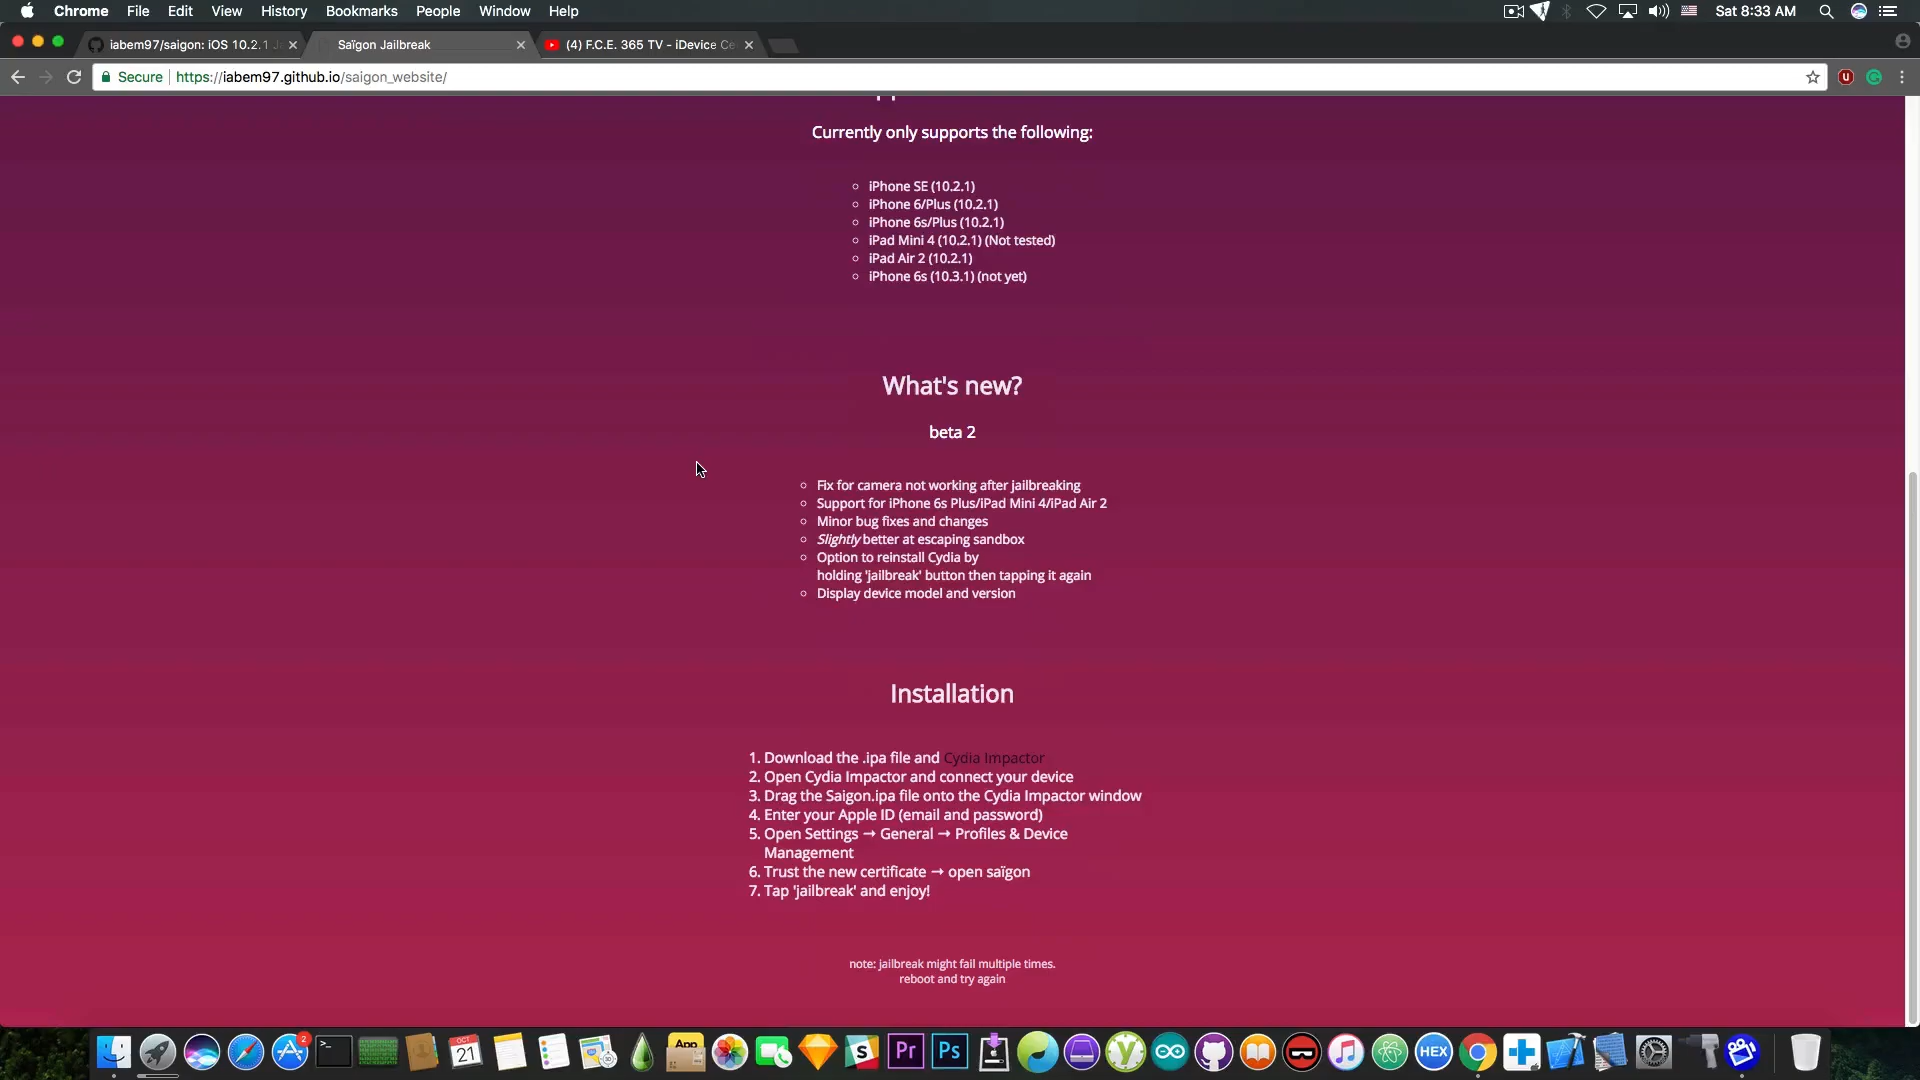 Chrome File Edit View History Bookmarks People Window Help Sat 8:33 AM
iabem97/saigon: iOS 10.2.1 Saïgon Jailbreak (4) F.C.E. 365 TV - iDevice
Secure https://iabem97.github.io/saigon_website/
Currently only supports the following:
iPhone SE (10.2.1)
iPhone 6/Plus (10.2.1)
iPhone 6s/Plus (10.2.1)
iPad Mini 4 (10.2.1) (Not tested)
iPad Air 2 (10.2.1)
iPhone 6s (10.3.1) (not yet)
What's new?
beta 2
Fix for camera not working after jailbreaking
Support for iPhone 6s Plus/iPad Mini 4/iPad Air 2
Minor bug fixes and changes
Slightly better at escaping sandbox
Option to reinstall Cydia by
holding 'jailbreak' button then tapping it again
Display device model and version
Installation
1. Download the .ipa file and Cydia Impactor
2. Open Cydia Impactor and connect your device
3. Drag the Saigon.ipa file onto the Cydia Impactor window
4. Enter your Apple ID (email and password)
5. Open Settings → General → Profiles & Device
Management
6. Trust the new certificate → open saïgon
7. Tap 'jailbreak' and enjoy!
note: jailbreak might fail multiple times.
reboot and try again
2 OCT 21 App Pr Ps HEX